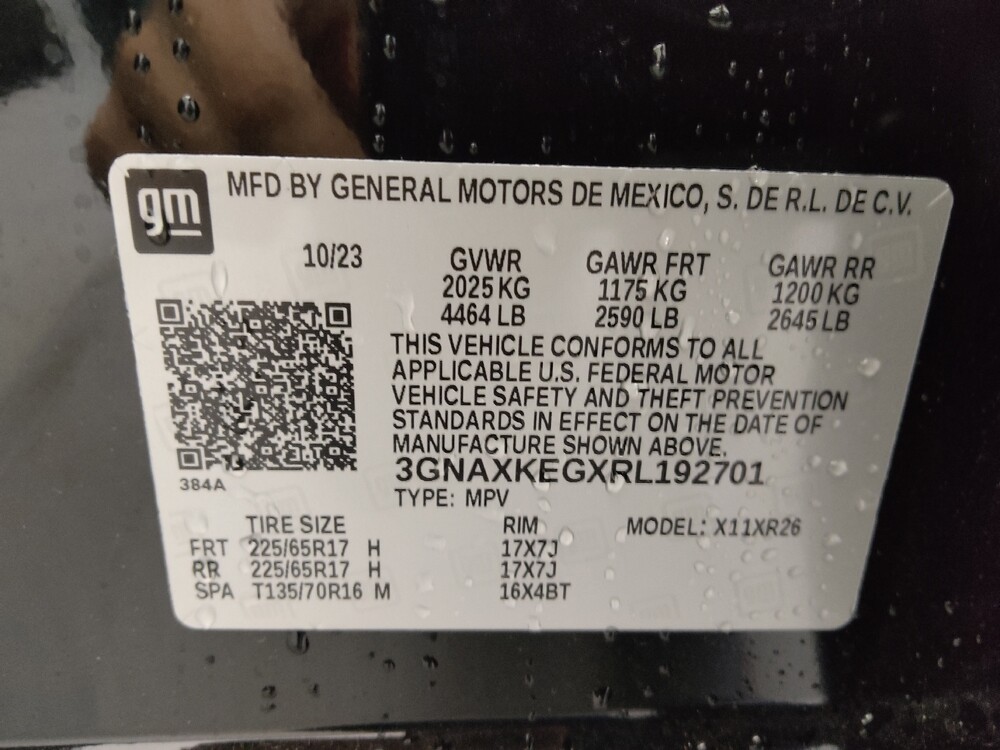 gm
MFD BY GENERAL MOTORS DE MEXICO, S. DE R.L. DE C.V.
10/23 GVWR GAWR FRT GAWR RR
2025 KG 1175 KG 1200 KG
4464 LB 2590 LB 2645 LB
THIS VEHICLE CONFORMS TO ALL
APPLICABLE U.S. FEDERAL MOTOR
VEHICLE SAFETY AND THEFT PREVENTION
STANDARDS IN EFFECT ON THE DATE OF
MANUFACTURE SHOWN ABOVE.
3GNAXKEGXRL192701
384A
TYPE: MPV
TIRE SIZE RIM MODEL: X11XR26
FRT 225/65R17 H 17X7J
RR 225/65R17 H 17X7J
SPA T135/70R16 M 16X4BT